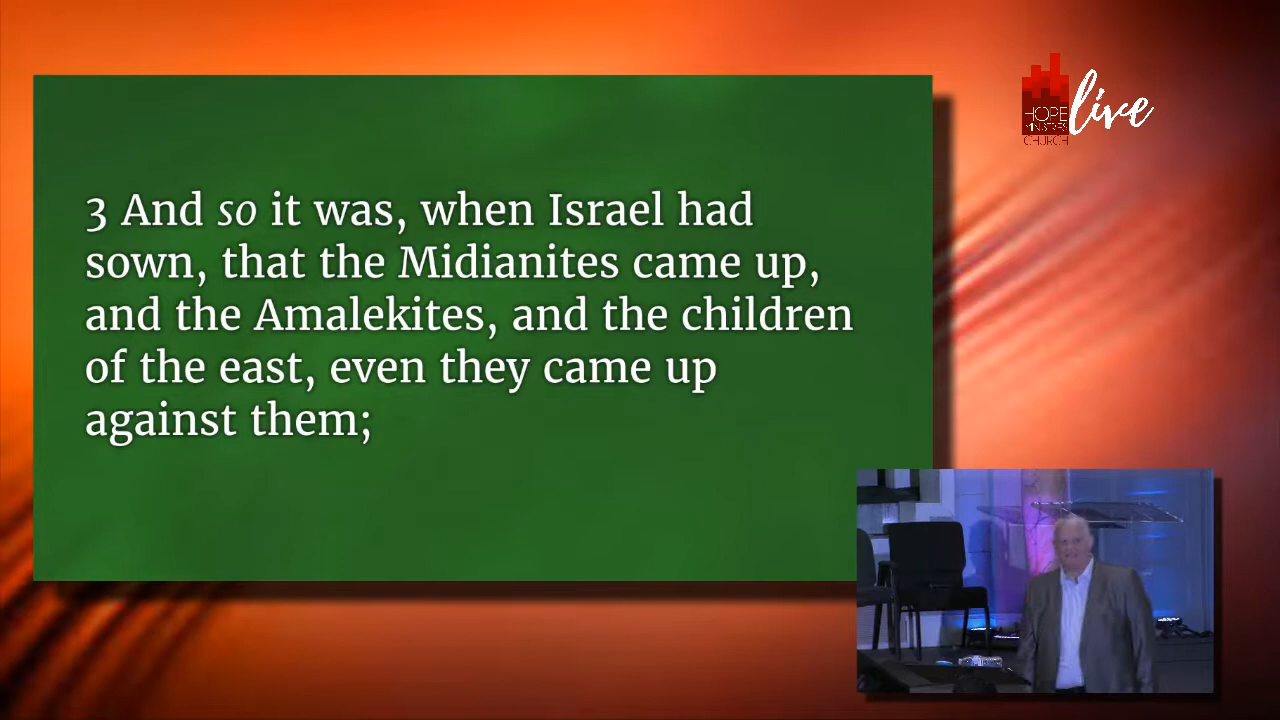 3 And so it was, when Israel had
sown, that the Midianites came up,
and the Amalekites, and the children
of the east, even they came up
against them;
HOPE
MINISTRIES
CHURCH
live